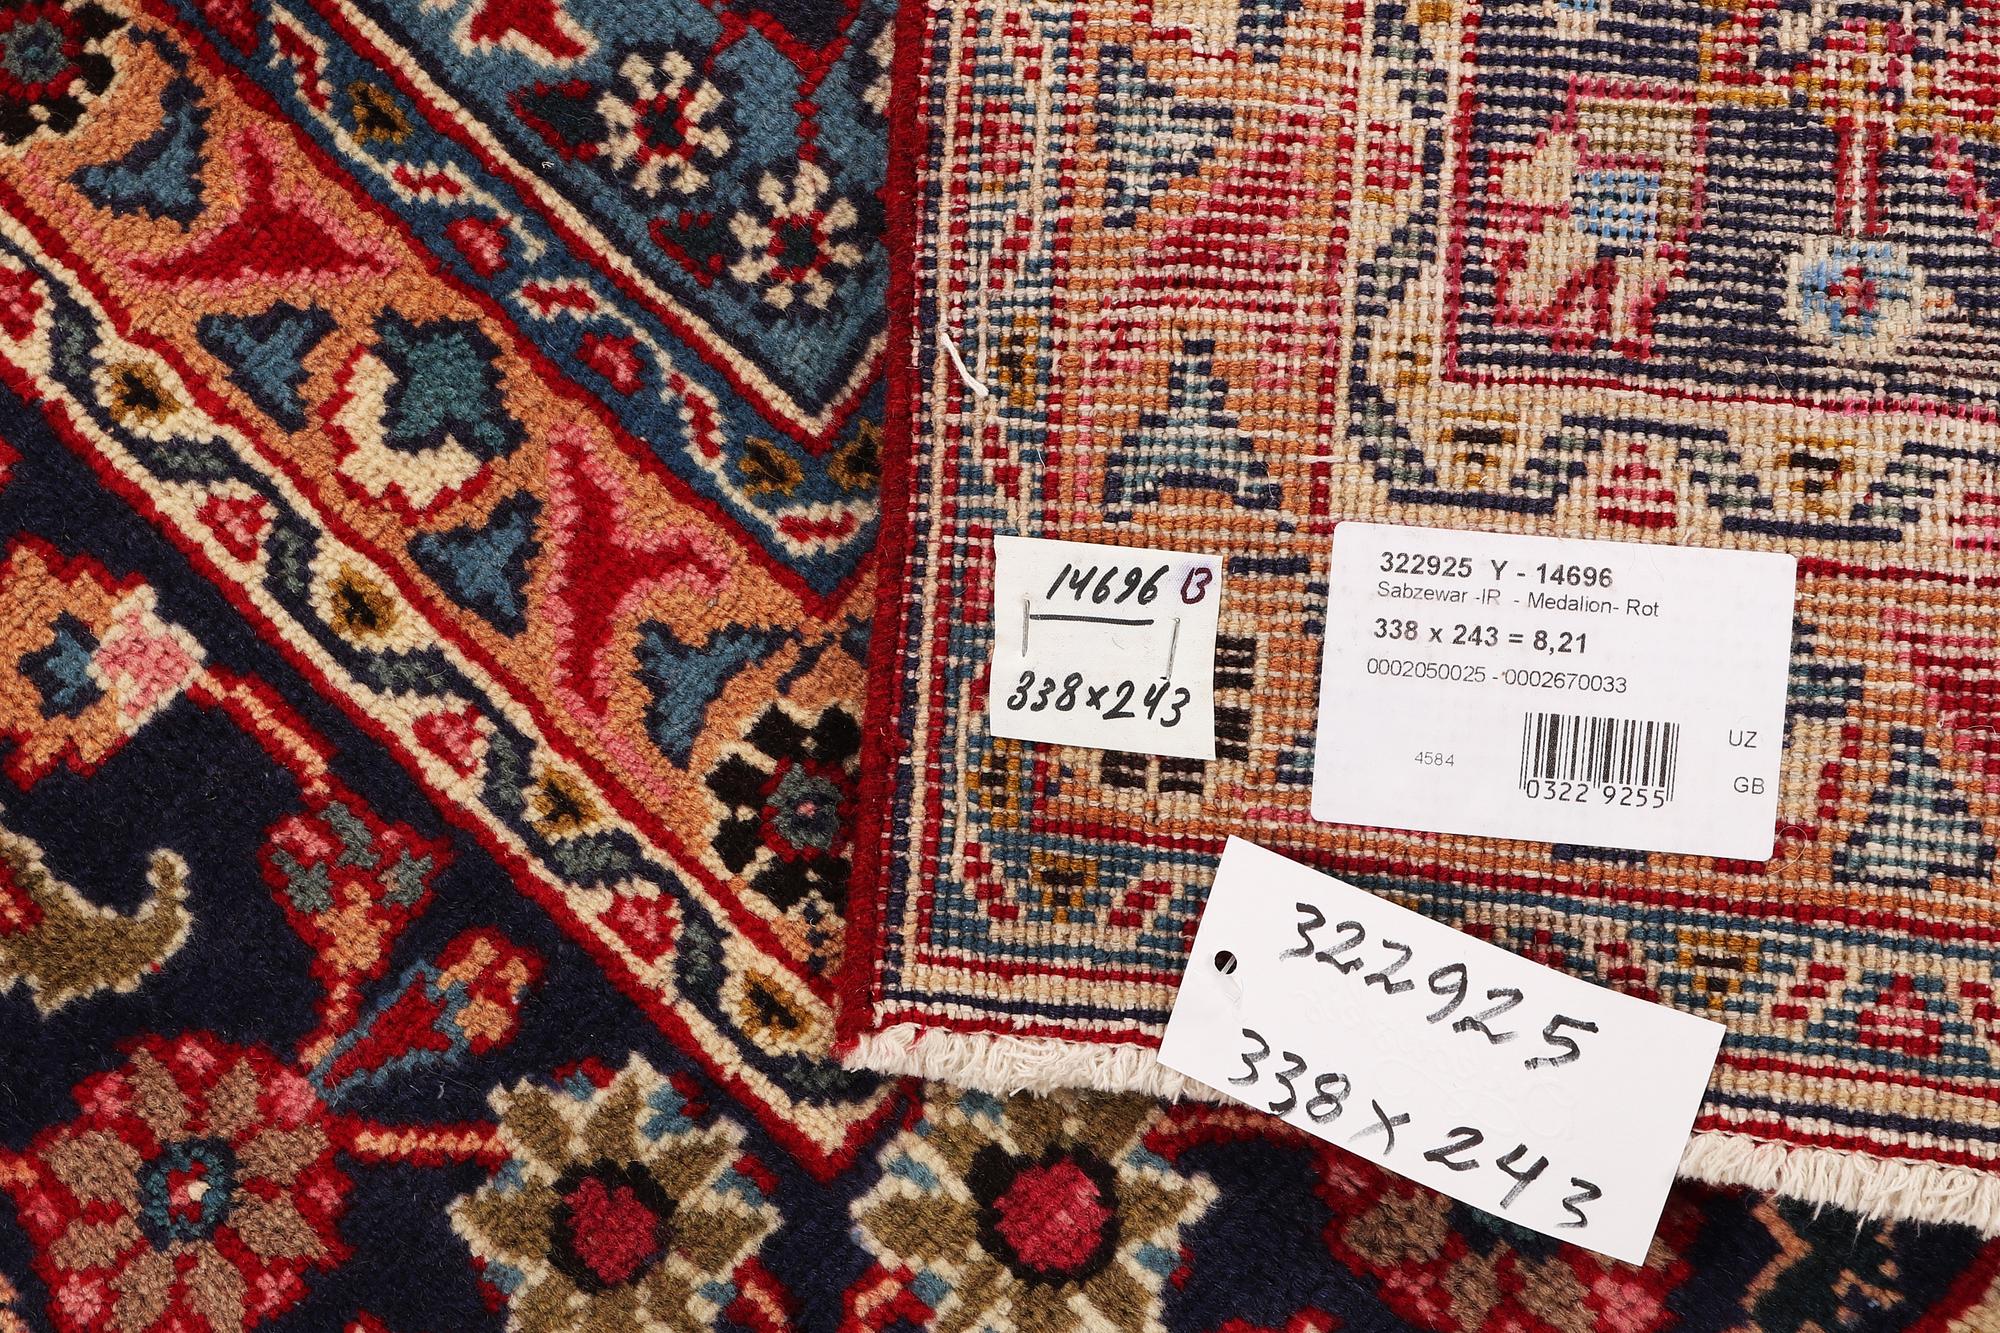 14696 B
338 x 243
322925 Y - 14696
Sabzewar -IR - Medalion- Rot
338 x 243 = 8,21
0002050025 - 0002670033
UZ
4584
GB
0322 9255
322925
338 x 243